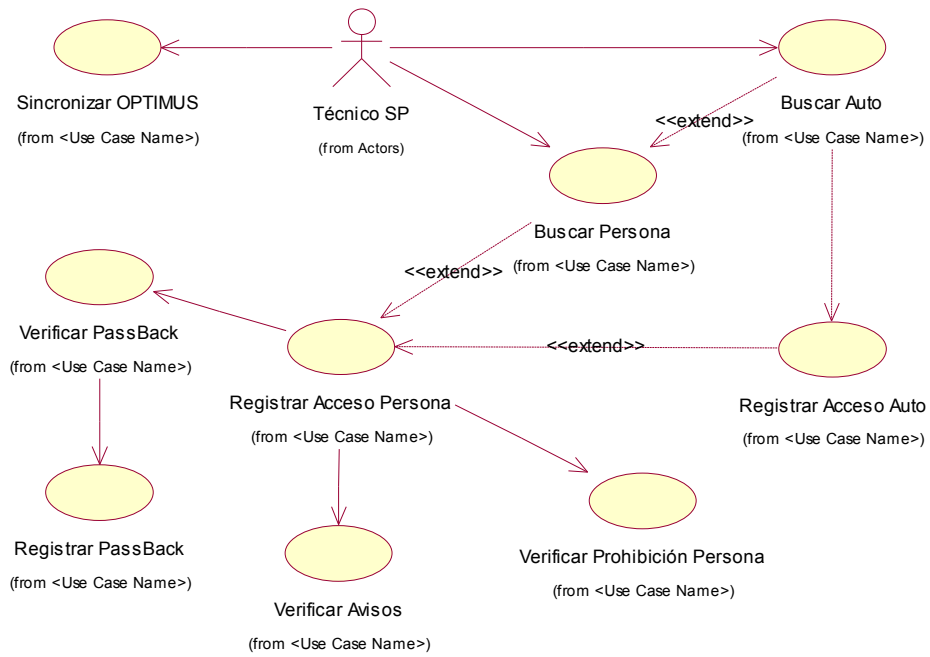 Sincronizar OPTIMUS
(from <Use Case Name>)
Técnico SP
(from Actors)
Buscar Auto
(from <Use Case Name>)
<<extend>>
Buscar Persona
(from <Use Case Name>)
<<extend>>
Verificar PassBack
(from <Use Case Name>)
<<extend>>
Registrar Acceso Persona
(from <Use Case Name>)
Registrar Acceso Auto
(from <Use Case Name>)
Registrar PassBack
(from <Use Case Name>)
Verificar Prohibición Persona
(from <Use Case Name>)
Verificar Avisos
(from <Use Case Name>)